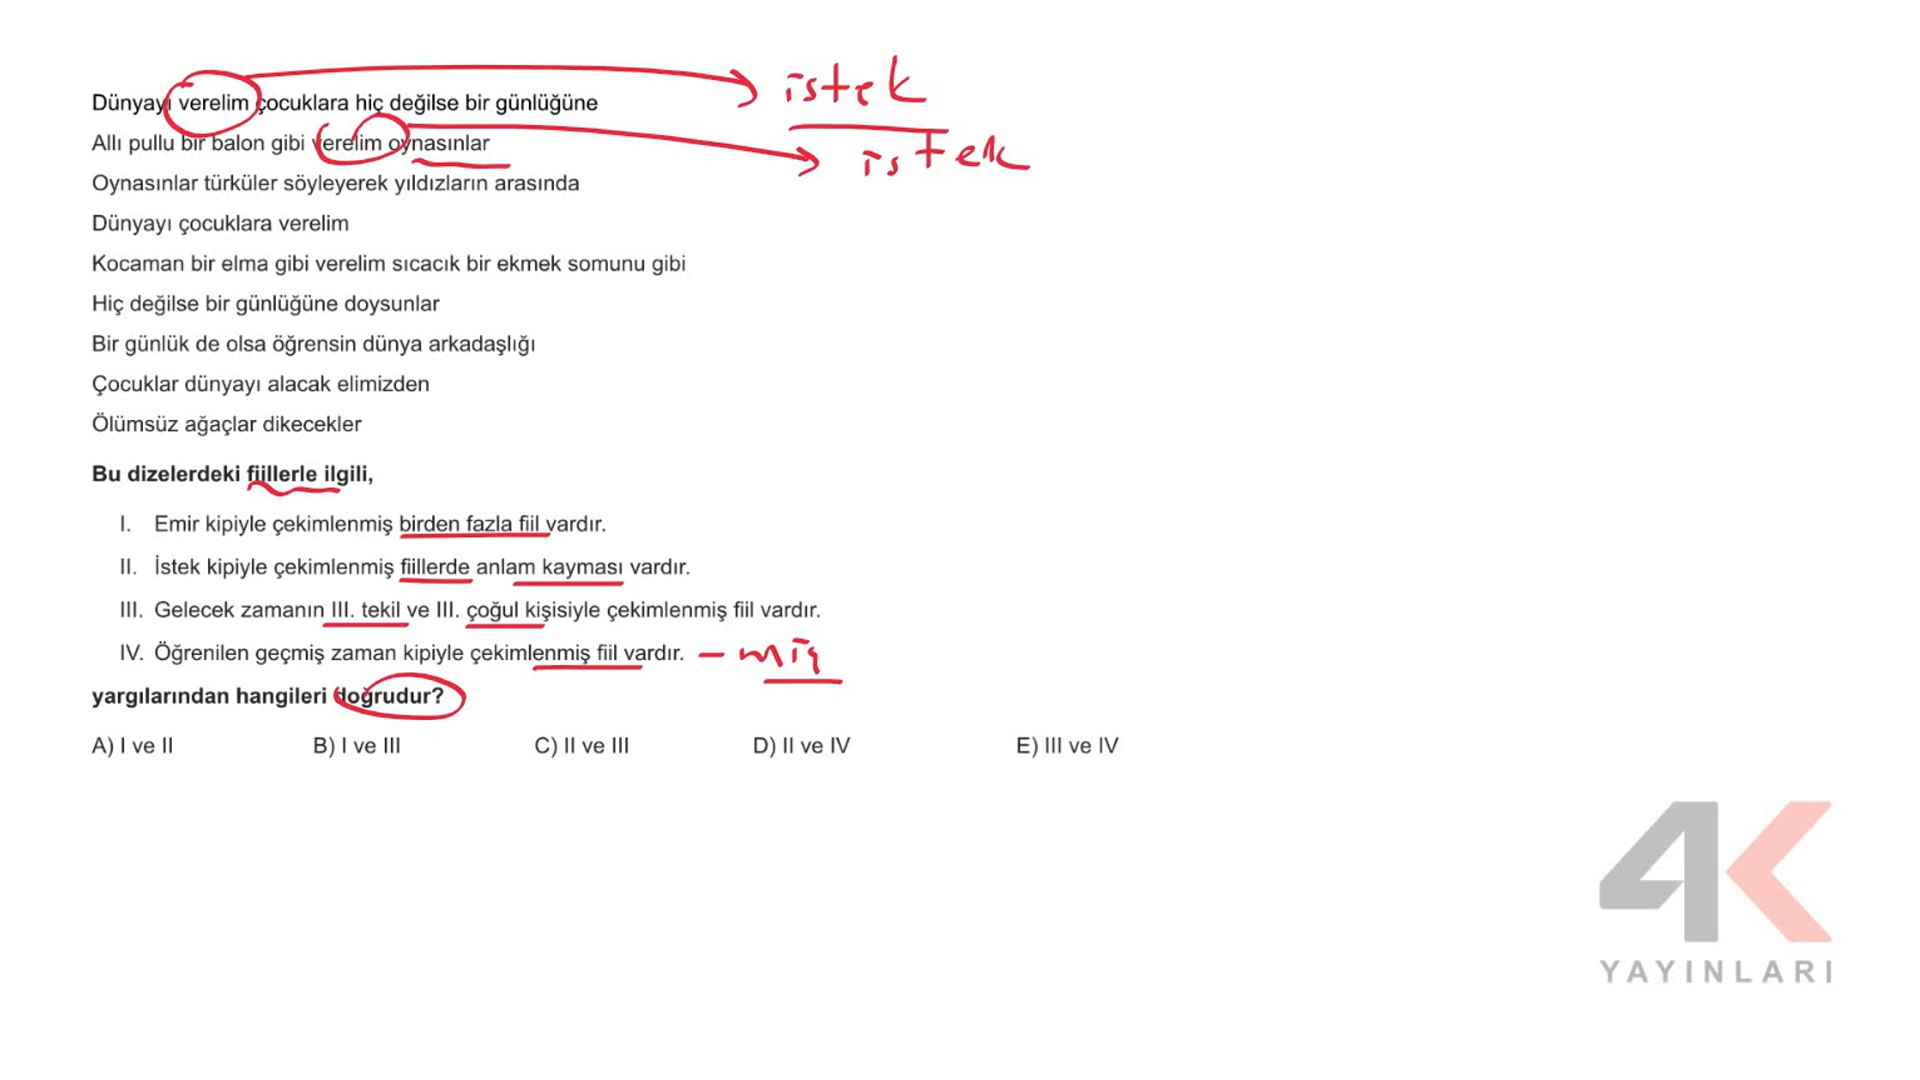 Dünyayı verelim çocuklara hiç değilse bir günlüğüne
istek
Allı pullu bir balon gibi verelim oynasınlar
istek
Oynasınlar türküler söyleyerek yıldızların arasında
Dünyayı çocuklara verelim
Kocaman bir elma gibi verelim sıcacık bir ekmek somunu gibi
Hiç değilse bir günlüğüne doysunlar
Bir günlük de olsa öğrensin dünya arkadaşlığı
Çocuklar dünyayı alacak elimizden
Ölümsüz ağaçlar dikecekler
Bu dizelerdeki fiillerle ilgili,
I. Emir kipiyle çekimlenmiş birden fazla fiil vardır.
II. İstek kipiyle çekimlenmiş fiillerde anlam kayması vardır.
III. Gelecek zamanın III. tekil ve III. çoğul kişisiyle çekimlenmiş fiil vardır.
IV. Öğrenilen geçmiş zaman kipiyle çekimlenmiş fiil vardır. – miş
yargılarından hangileri doğrudur?
A) I ve II B) I ve III C) II ve III D) II ve IV E) III ve IV
4K
YAYINLARI